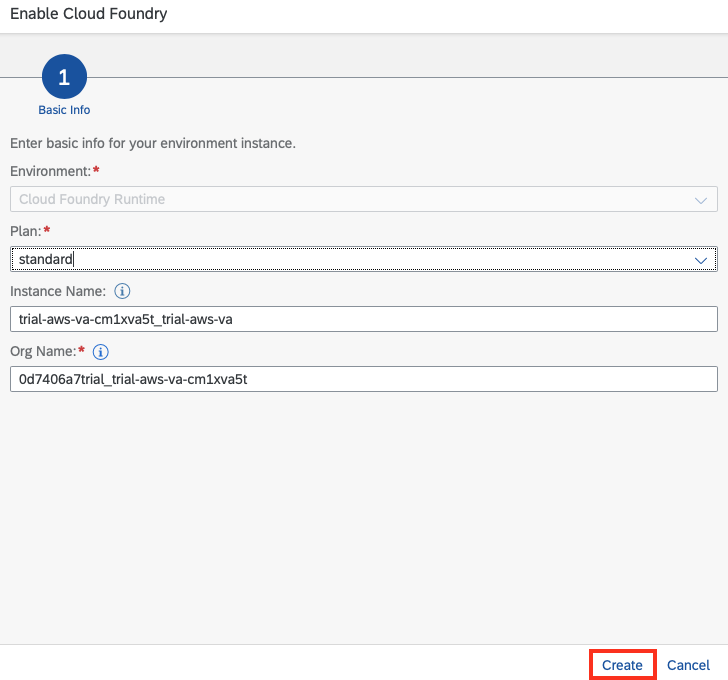 Enable Cloud Foundry
1
Basic Info
Enter basic info for your environment instance.
Environment:*
Cloud Foundry Runtime
Plan:*
standard
Instance Name: i
trial-aws-va-cm1xva5t_trial-aws-va
Org Name:* i
0d7406a7trial_trial-aws-va-cm1xva5t
Create Cancel